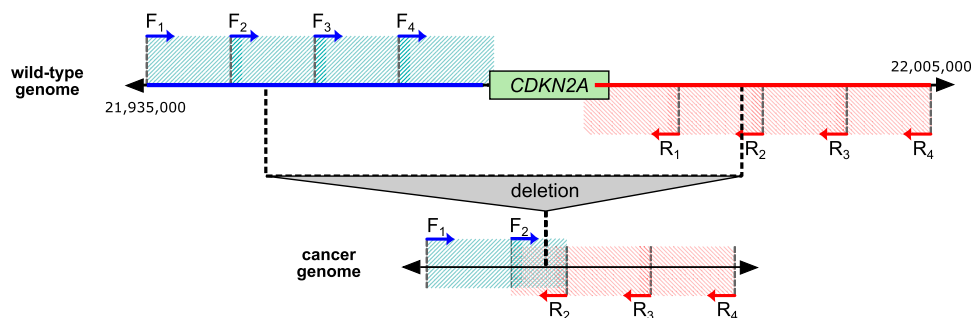 F₁ F₂ F₃ F₄
wild-type
genome
21,935,000
CDKN2A
22,005,000
R₁ R₂ R₃ R₄
deletion
F₁ F₂
cancer
genome
R₂ R₃ R₄